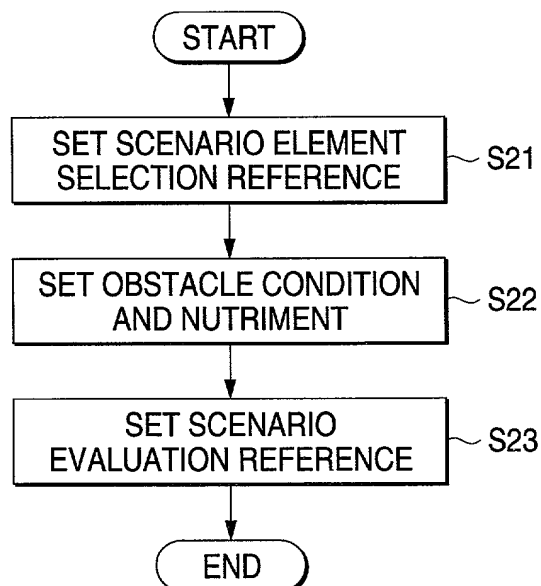 START
SET SCENARIO ELEMENT
SELECTION REFERENCE
S21
SET OBSTACLE CONDITION
AND NUTRIMENT
S22
SET SCENARIO
EVALUATION REFERENCE
S23
END